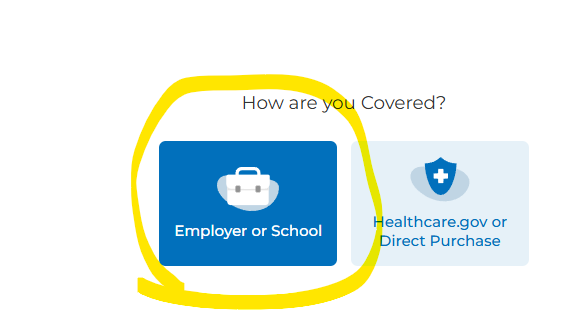 How are you Covered?
Employer or School
Healthcare.gov or
Direct Purchase